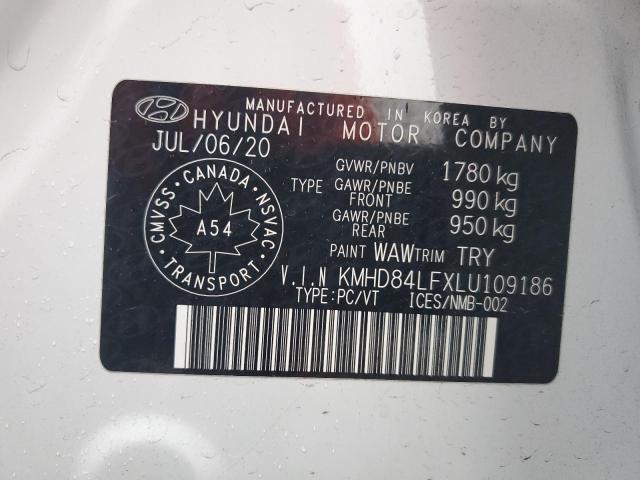 MANUFACTURED IN KOREA BY
HYUNDAI MOTOR COMPANY
JUL/06/20
GVWR/PNBV 1780 kg
TYPE GAWR/PNBE FRONT 990 kg
GAWR/PNBE REAR 950 kg
CMVSS · CANADA · NSVAC
A54
TRANSPORT
PAINT WAW TRIM TRY
V.I.N KMHD84LFXLU109186
TYPE:PC/VT ICES/NMB-002